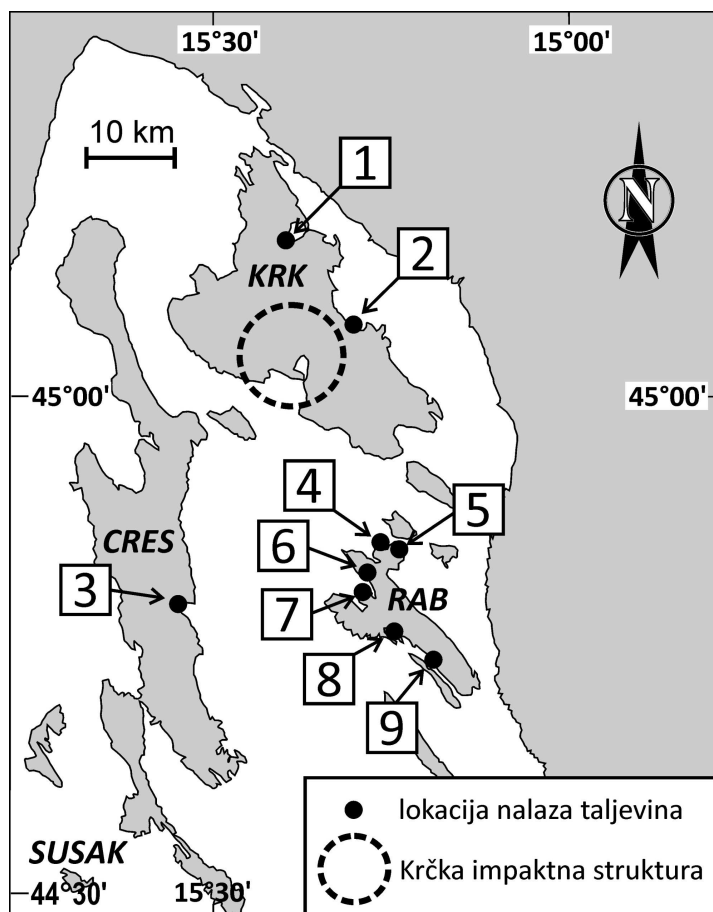 15°30'
15°00'
10 km
1
N
2
KRK
45°00'
45°00'
4
5
CRES
6
3
7
RAB
8
9
lokacija nalaza taljevina
SUSAK
Krčka impaktna struktura
44°30'
15°30'